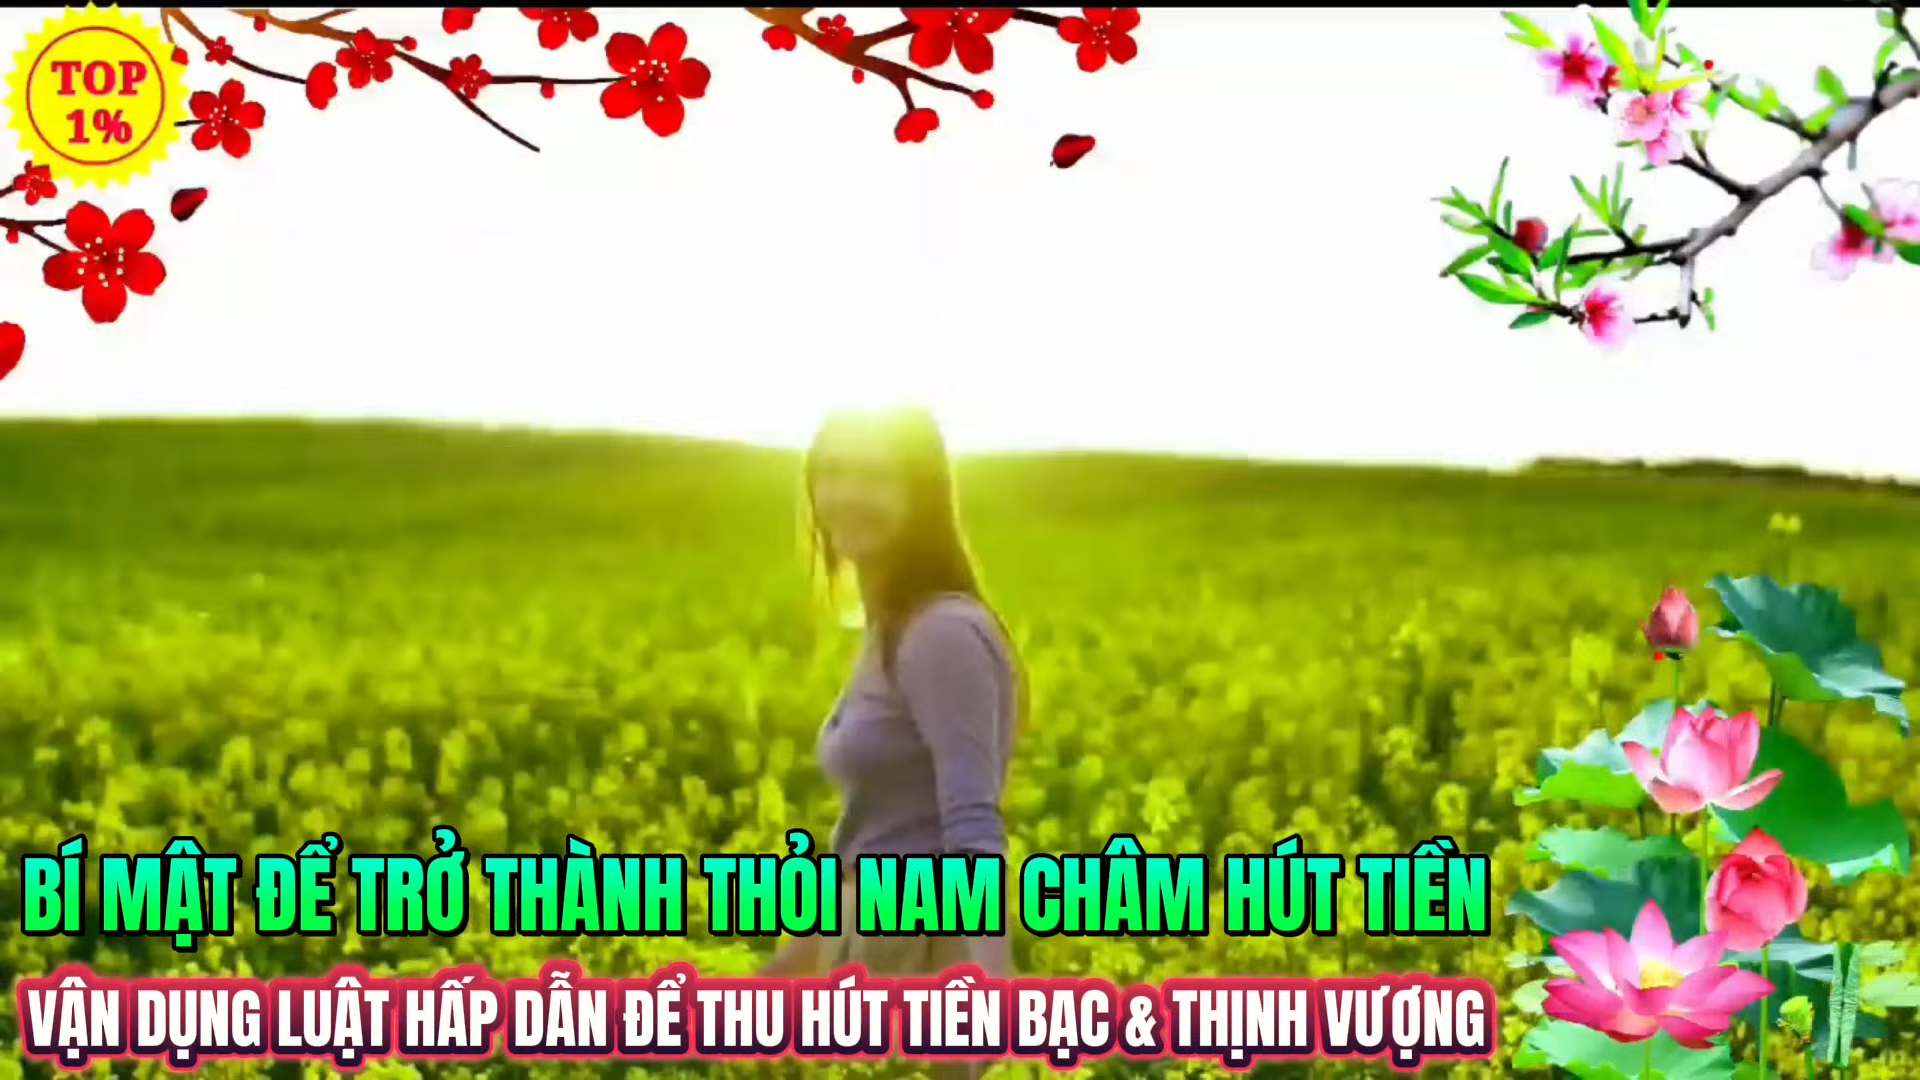 TOP
1%
BÍ MẬT ĐỂ TRỞ THÀNH THỎI NAM CHÂM HÚT TIỀN
VẬN DỤNG LUẬT HẤP DẪN ĐỂ THU HÚT TIỀN BẠC & THỊNH VƯỢNG